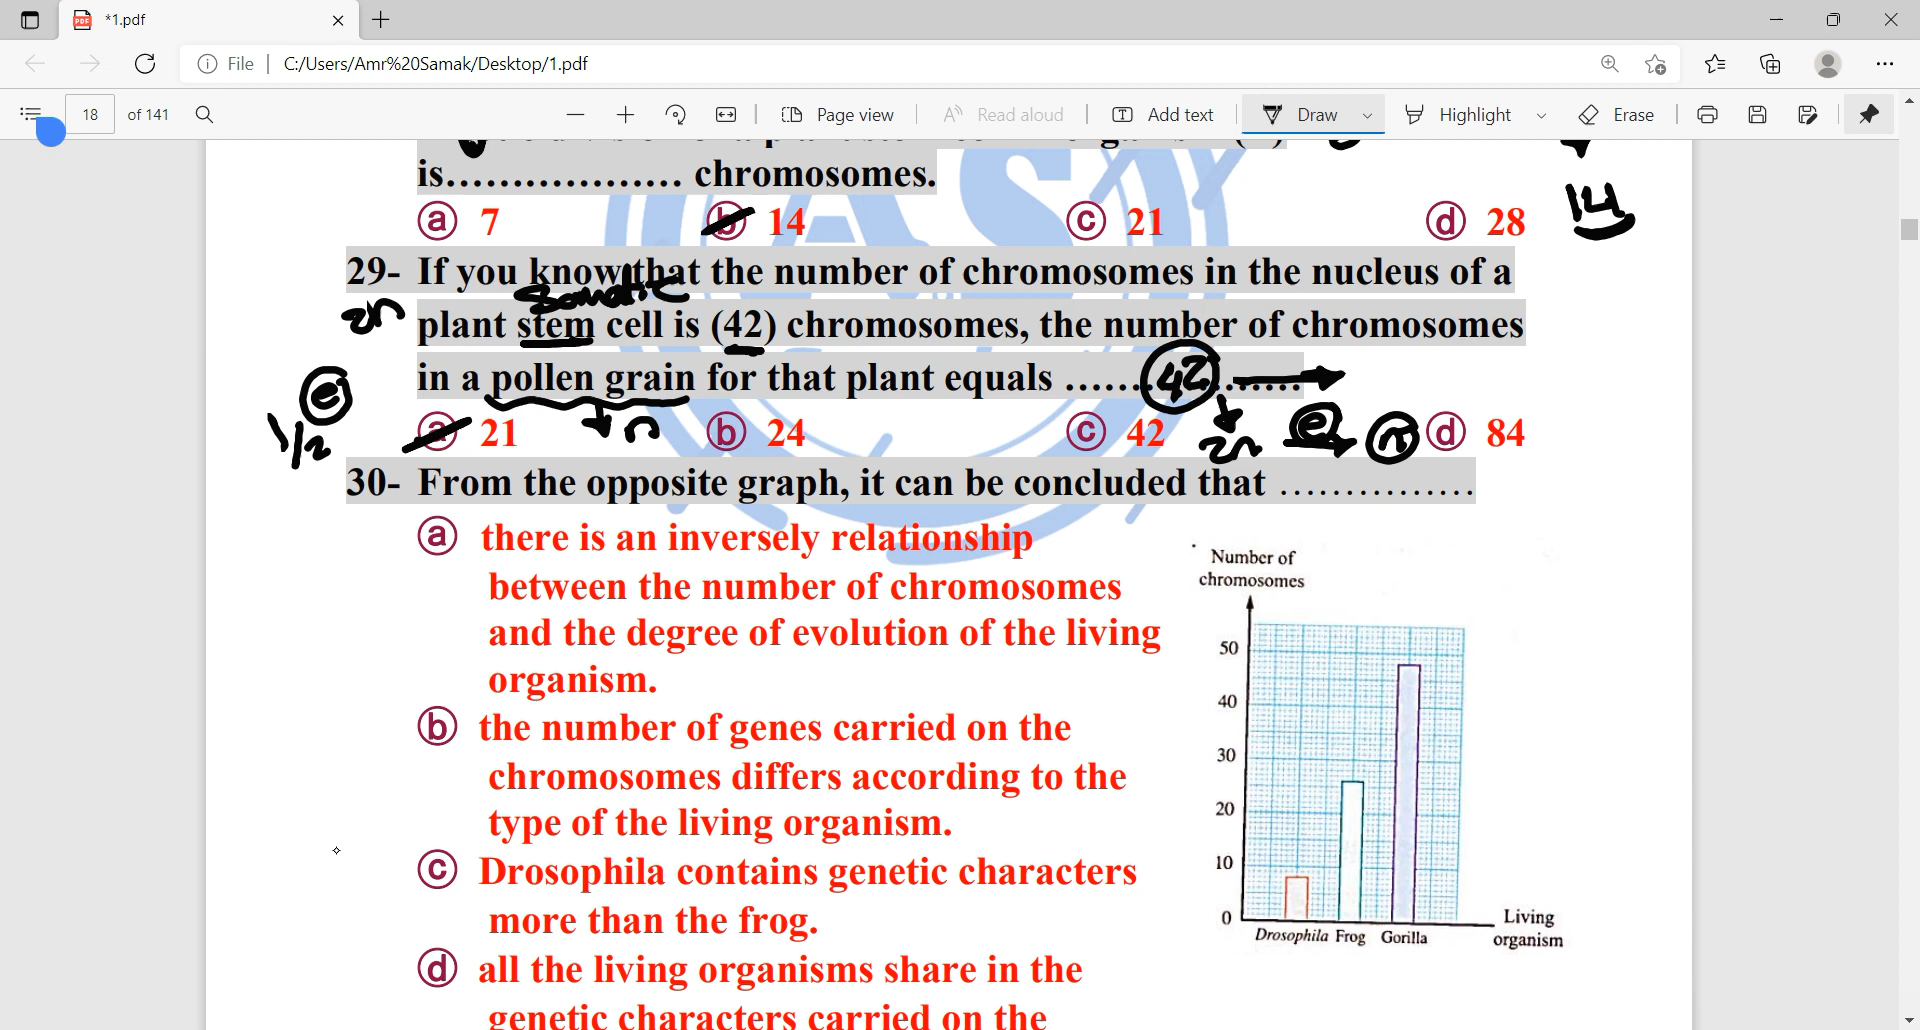 *1.pdf
File
C:/Users/Amr%20Samak/Desktop/1.pdf
18 of 141
Page view
Read aloud
Add text
Draw
Highlight
Erase
is.................. chromosomes.
ⓐ 7 ⓑ 14 ⓒ 21 ⓓ 28 14
29- If you know that the number of chromosomes in the nucleus of a
somatic
2n plant stem cell is (42) chromosomes, the number of chromosomes
in a pollen grain for that plant equals ...... 42 ......
e
1/2 ⓐ 21 n ⓑ 24 ⓒ 42 2n e n ⓓ 84
30- From the opposite graph, it can be concluded that ...............
ⓐ there is an inversely relationship
between the number of chromosomes
and the degree of evolution of the living
organism.
ⓑ the number of genes carried on the
chromosomes differs according to the
type of the living organism.
ⓒ Drosophila contains genetic characters
more than the frog.
ⓓ all the living organisms share in the
genetic characters carried on the
Number of
chromosomes
50
40
30
20
10
0
Drosophila Frog Gorilla
Living
organism